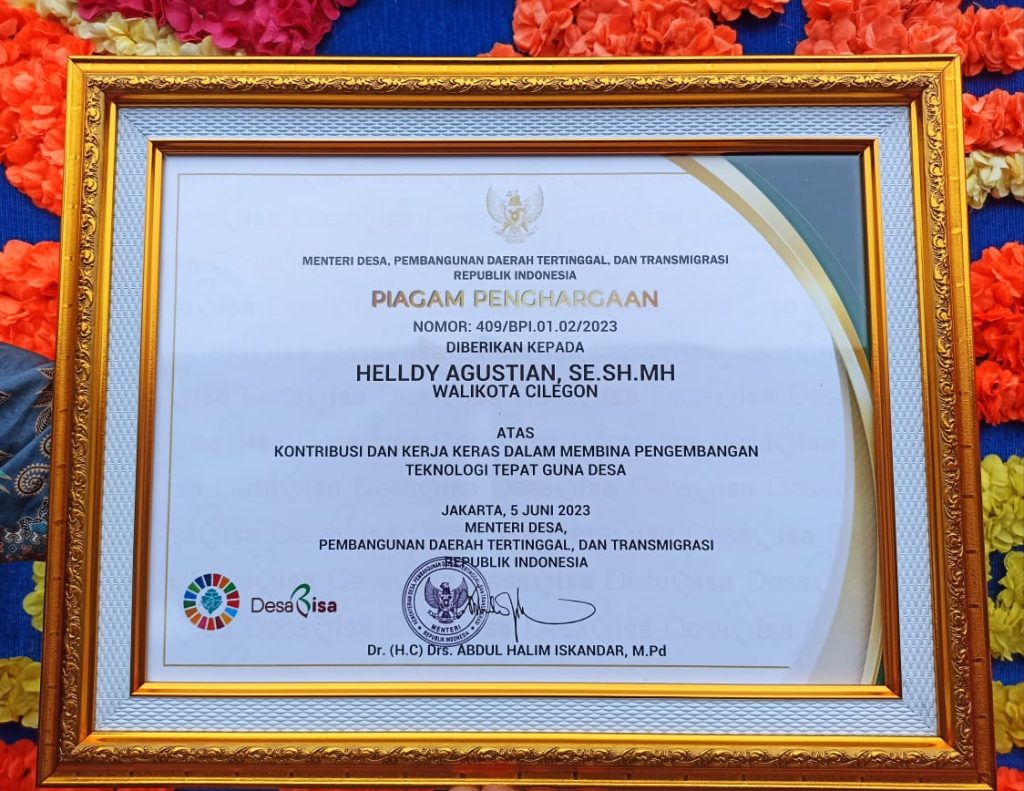 MENTERI DESA, PEMBANGUNAN DAERAH TERTINGGAL, DAN TRANSMIGRASI
REPUBLIK INDONESIA
PIAGAM PENGHARGAAN
NOMOR: 409/BPI.01.02/2023
DIBERIKAN KEPADA
HELLDY AGUSTIAN, SE.SH.MH
WALIKOTA CILEGON
ATAS
KONTRIBUSI DAN KERJA KERAS DALAM MEMBINA PENGEMBANGAN
TEKNOLOGI TEPAT GUNA DESA
JAKARTA, 5 JUNI 2023
MENTERI DESA,
PEMBANGUNAN DAERAH TERTINGGAL, DAN TRANSMIGRASI
REPUBLIK INDONESIA
DesaBisa
MENTERI
REPUBLIK INDONESIA
Dr. (H.C) Drs. ABDUL HALIM ISKANDAR, M.Pd